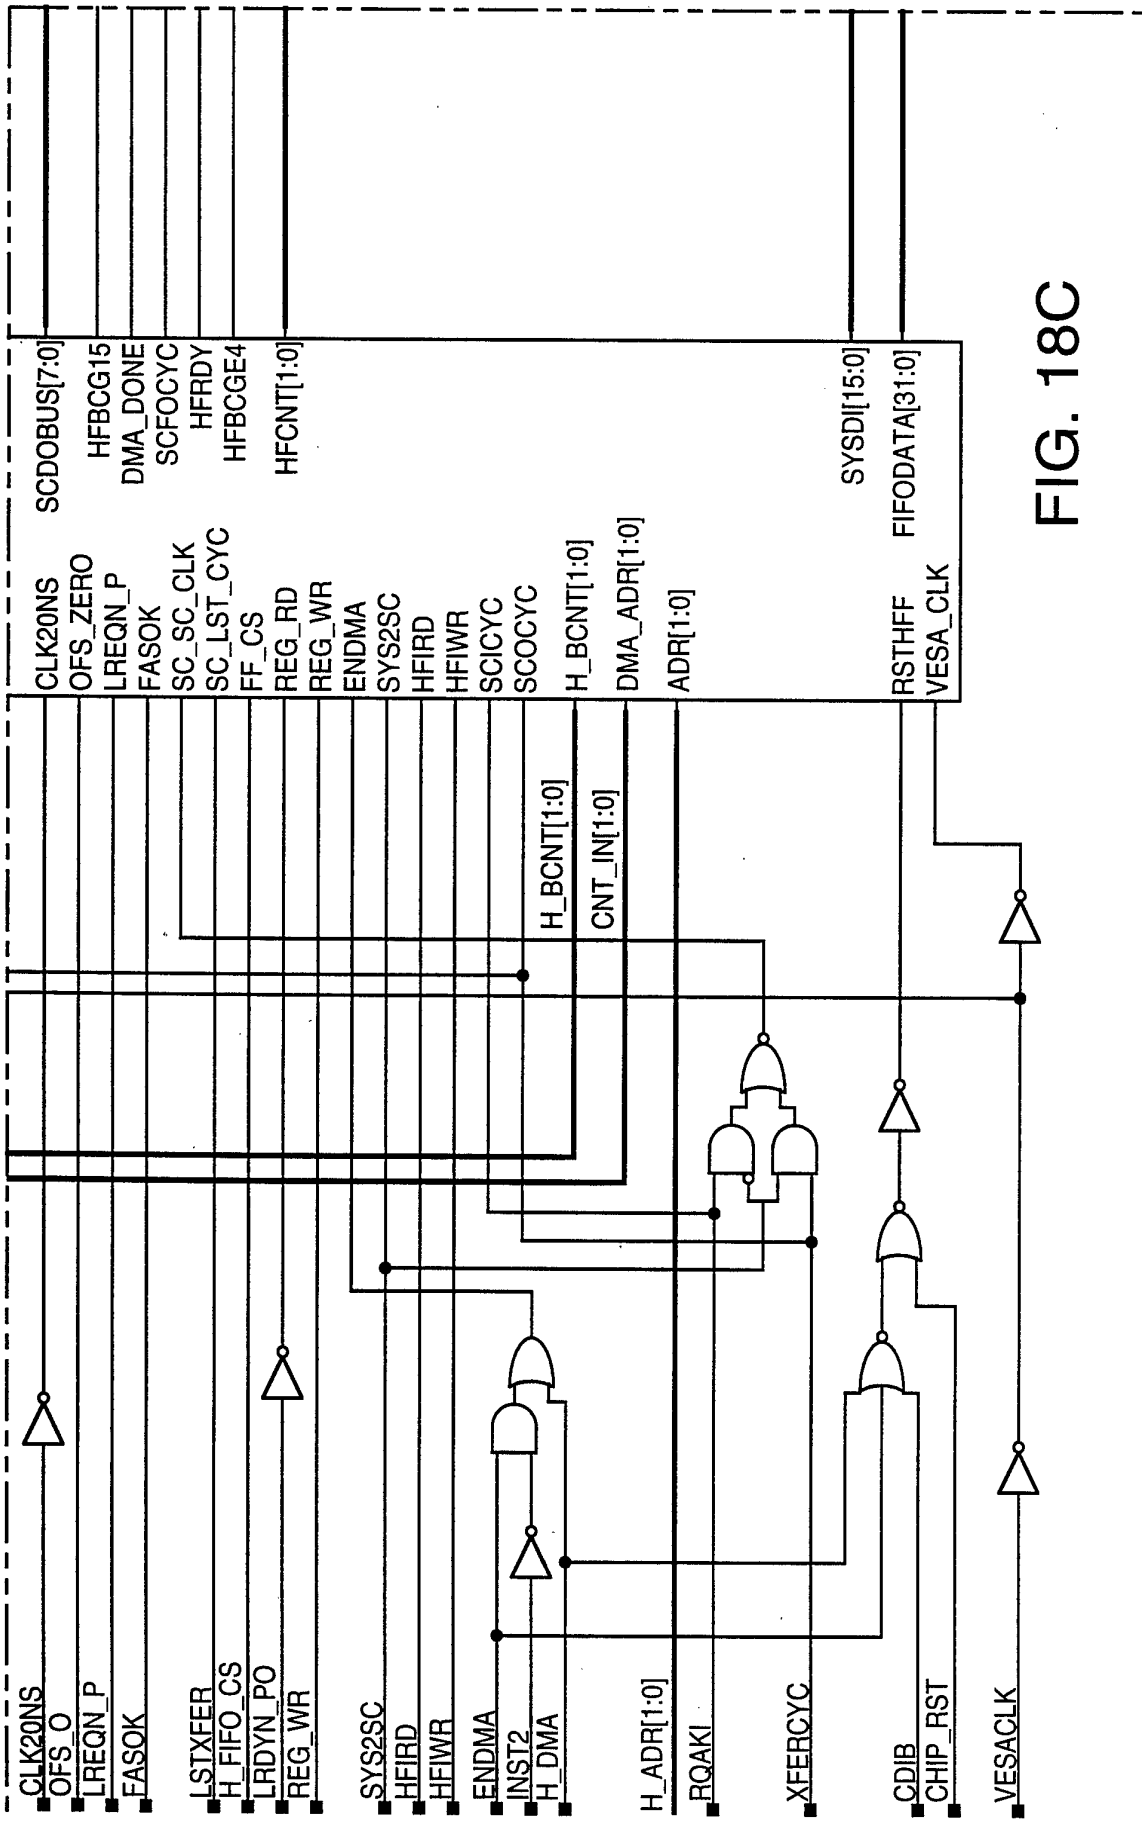 CLK20NS
OFS_O
LREQN_P
FASOK
LSTXFER
H_FIFO_CS
LRDYN_PO
REG_WR
SYS2SC
HFIRD
HFIWR
ENDMA
INST2
H_DMA
H_ADR[1:0]
RQAKI
XFERCYC
CDIB
CHIP_RST
VESACLK
H_BCNT[1:0]
CNT_IN[1:0]
CLK20NS
OFS_ZERO
LREQN_P
FASOK
SC_SC_CLK
SC_LST_CYC
FF_CS
REG_RD
REG_WR
ENDMA
SYS2SC
HFIRD
HFIWR
SCICYC
SCOCYC
H_BCNT[1:0]
DMA_ADR[1:0]
ADR[1:0]
RSTHFF
VESA_CLK
SCDOBUS[7:0]
HFBCG15
DMA_DONE
SCFOCYC
HFRDY
HFBCGE4
HFCNT[1:0]
SYSDI[15:0]
FIFODATA[31:0]
FIG. 18C